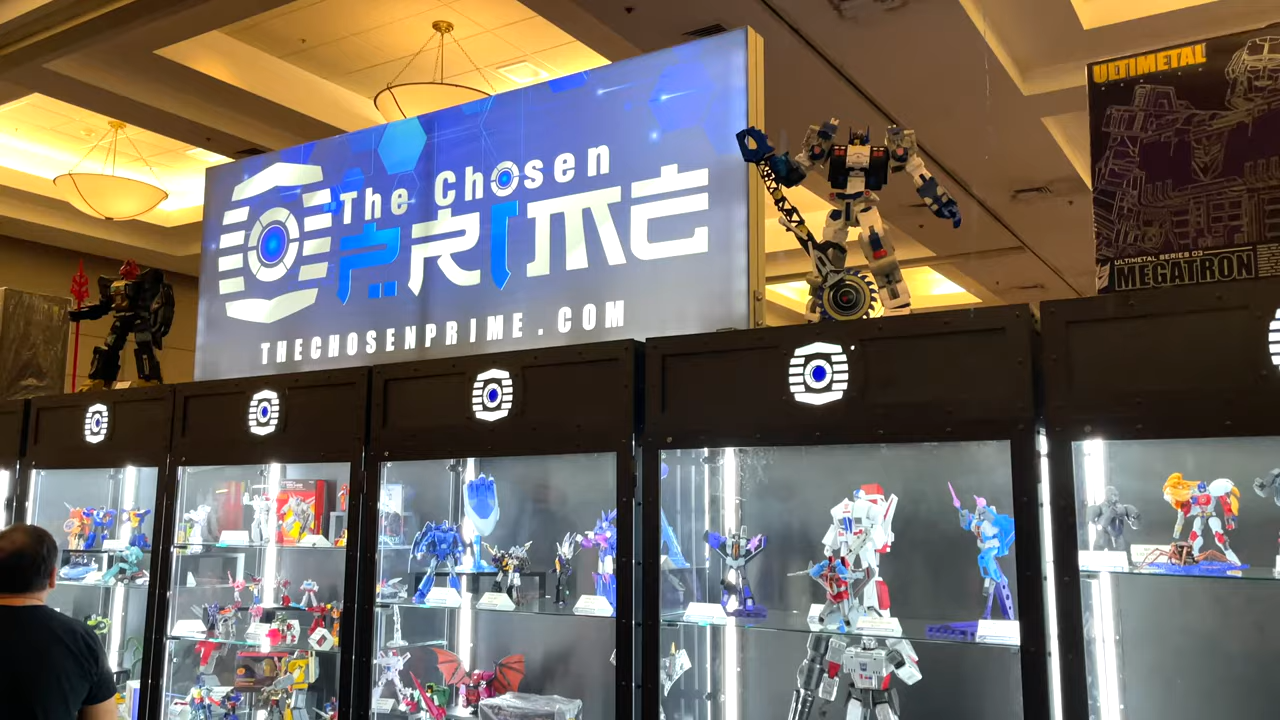 The Chosen
PRIME
THECHOSENPRIME.COM
ULTIMETAL
ULTIMETAL SERIES 03
MEGATRON